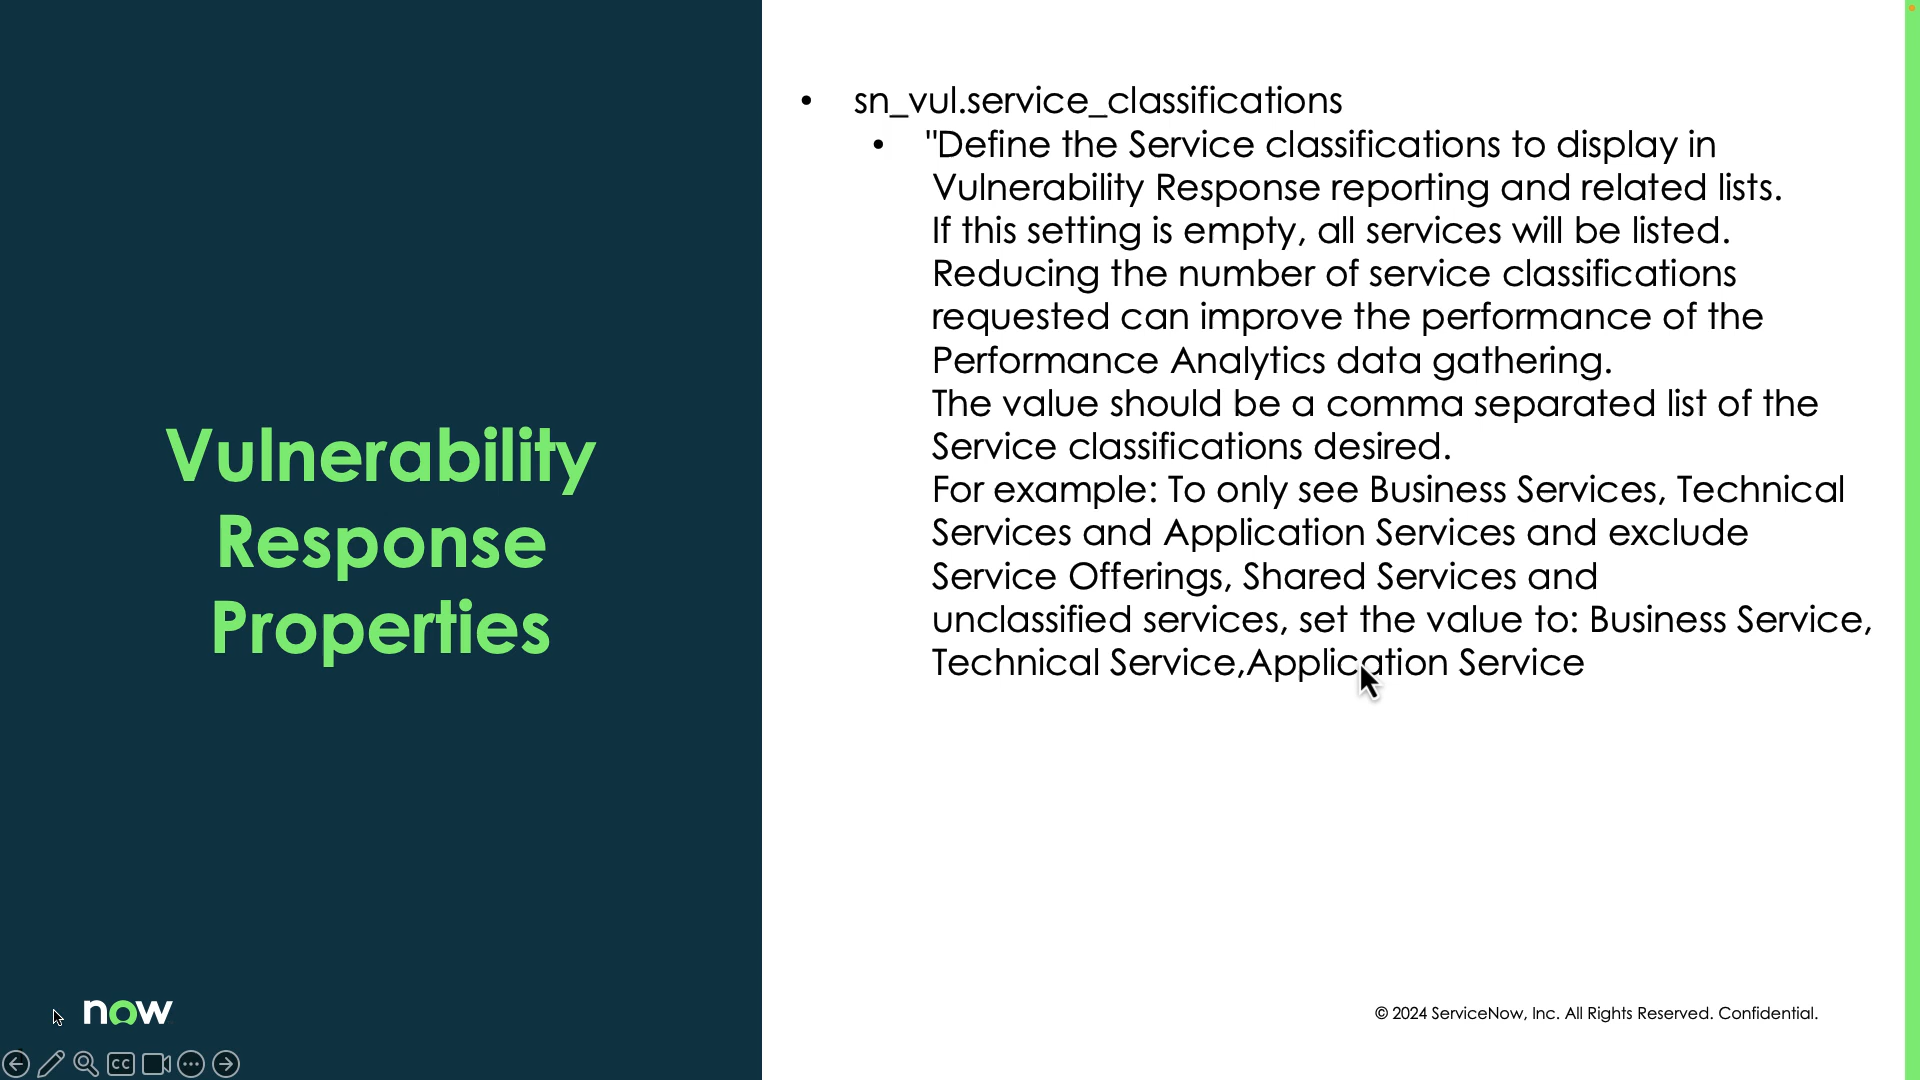 Vulnerability
Response
Properties
• sn_vul.service_classifications
• "Define the Service classifications to display in
Vulnerability Response reporting and related lists.
If this setting is empty, all services will be listed.
Reducing the number of service classifications
requested can improve the performance of the
Performance Analytics data gathering.
The value should be a comma separated list of the
Service classifications desired.
For example: To only see Business Services, Technical
Services and Application Services and exclude
Service Offerings, Shared Services and
unclassified services, set the value to: Business Service,
Technical Service,Application Service
now
© 2024 ServiceNow, Inc. All Rights Reserved. Confidential.
CC